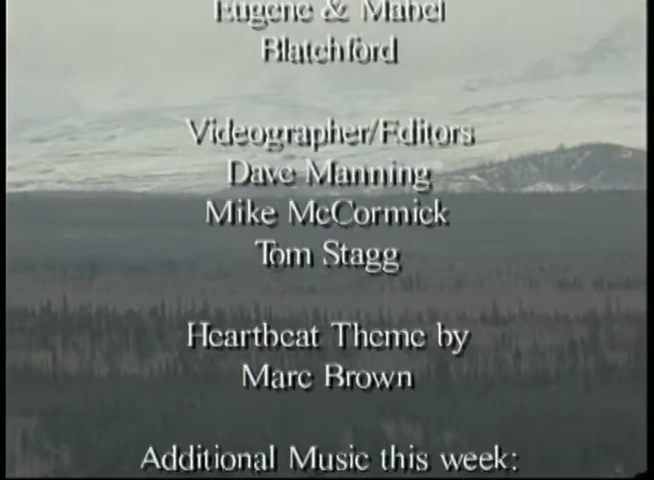 Eugene & Mabel
Blatchford
Videographer/Editors
Dave Manning
Mike McCormick
Tom Stagg
Heartbeat Theme by
Marc Brown
Additional Music this week: